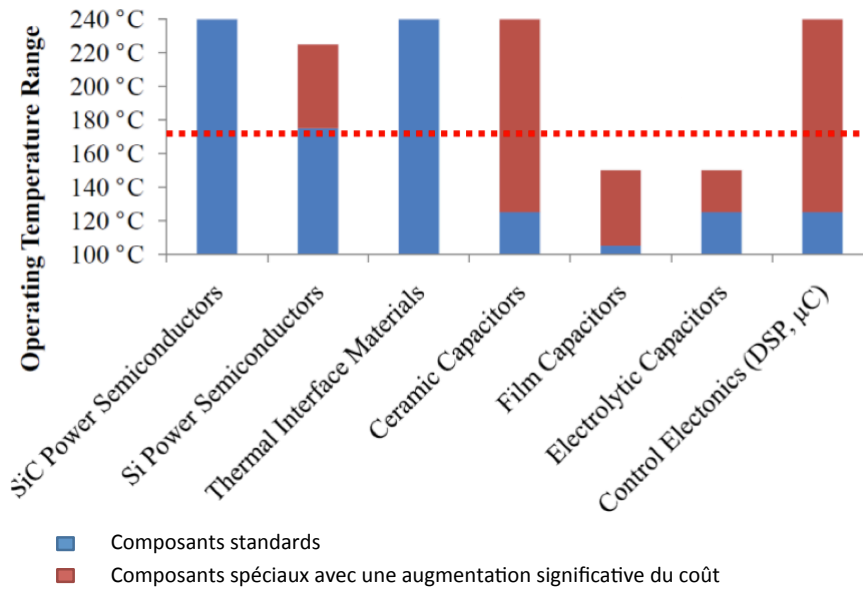 Operating Temperature Range
240 °C
220 °C
200 °C
180 °C
160 °C
140 °C
120 °C
100 °C
SiC Power Semiconductors
Si Power Semiconductors
Thermal Interface Materials
Ceramic Capacitors
Film Capacitors
Electrolytic Capacitors
Control Electonics (DSP, µC)
Composants standards
Composants spéciaux avec une augmentation significative du coût